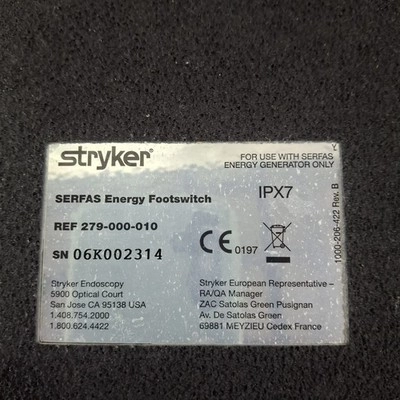 stryker®
FOR USE WITH SERFAS
ENERGY GENERATOR ONLY
SERFAS Energy Footswitch
IPX7
REF 279-000-010
SN 06K002314
CE 0197
1000-206-422 Rev. B
Stryker Endoscopy
5900 Optical Court
San Jose CA 95138 USA
1.408.754.2000
1.800.624.4422
Stryker European Representative –
RA/QA Manager
ZAC Satolas Green Pusignan
Av. De Satolas Green
69881 MEYZIEU Cedex France